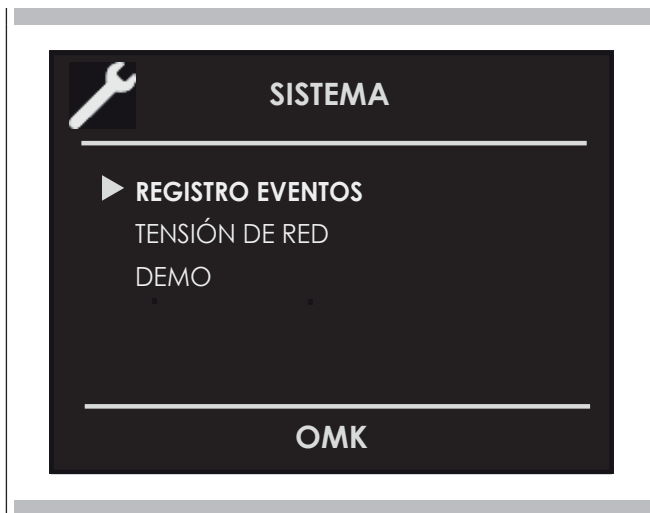 SISTEMA
REGISTRO EVENTOS
TENSIÓN DE RED
DEMO
OMK